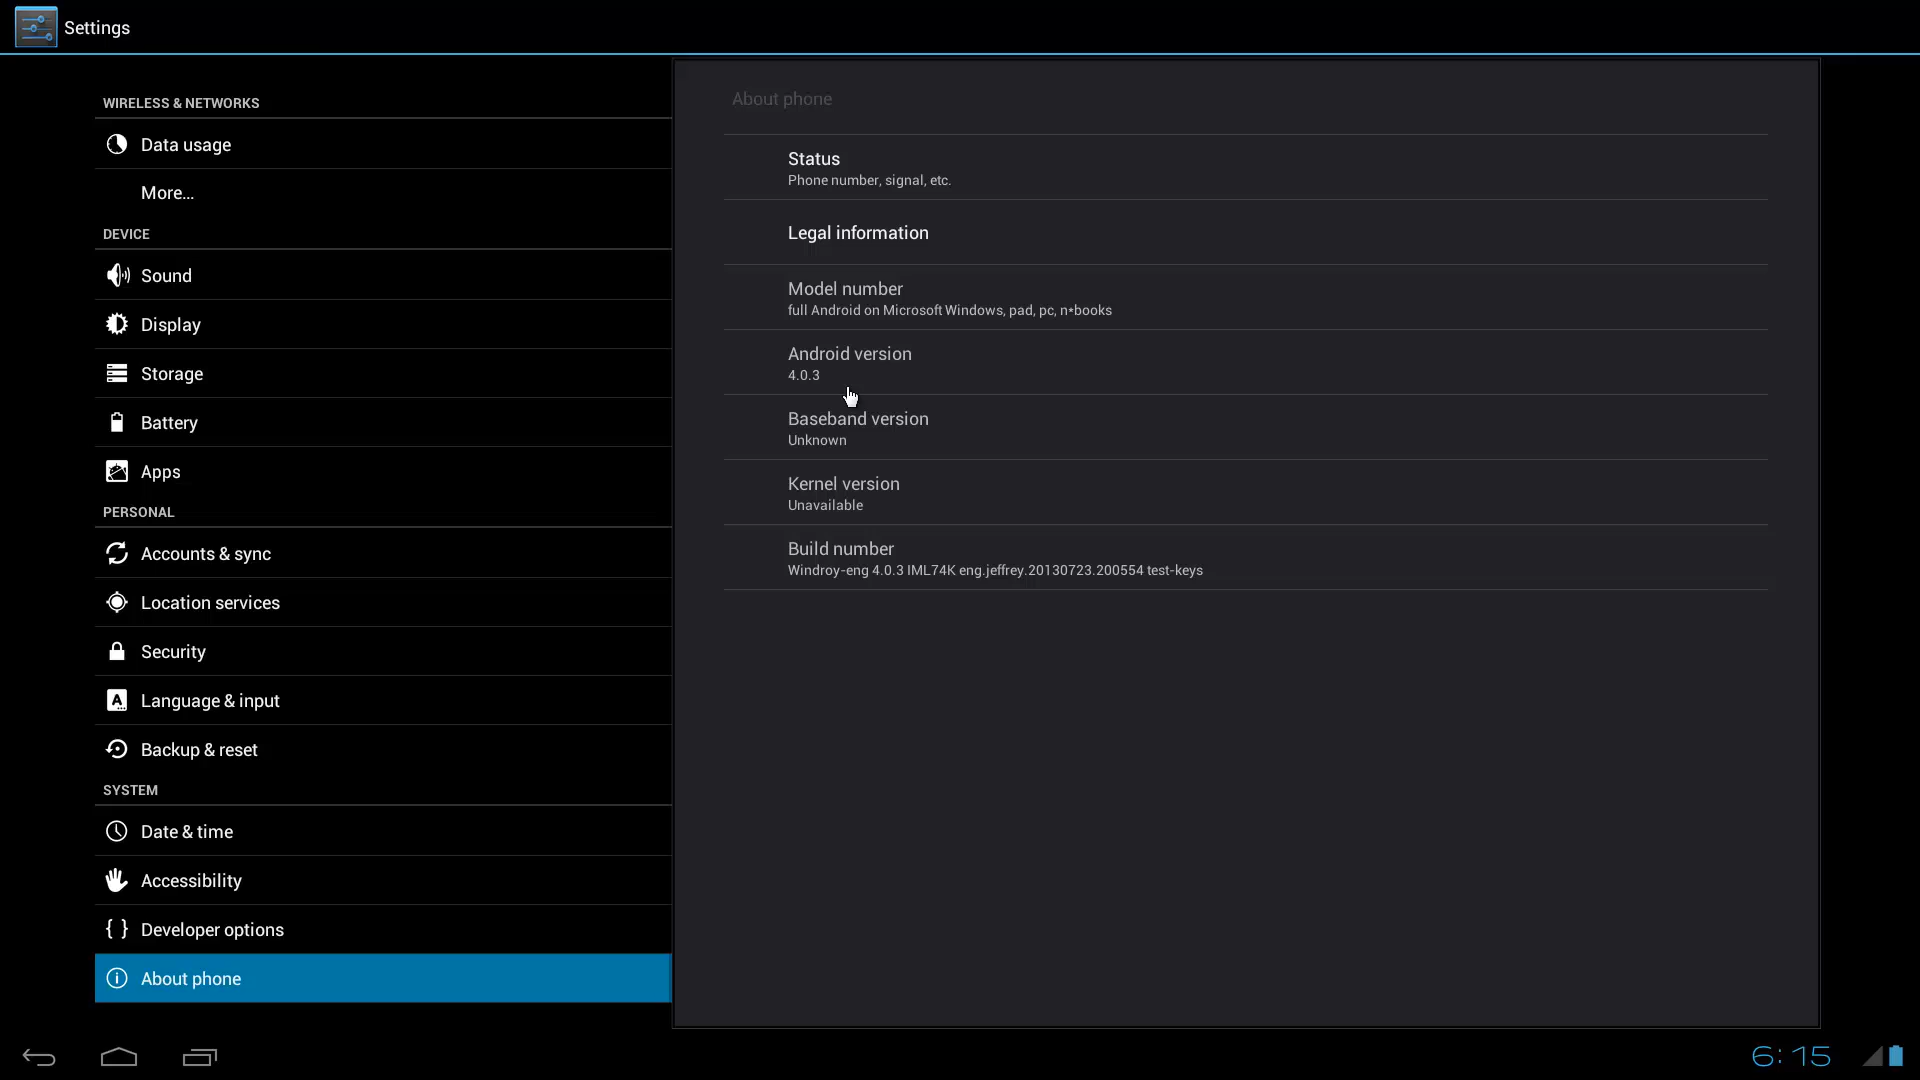 Settings
WIRELESS & NETWORKS
Data usage
More...
DEVICE
Sound
Display
Storage
Battery
Apps
PERSONAL
Accounts & sync
Location services
Security
Language & input
Backup & reset
SYSTEM
Date & time
Accessibility
Developer options
About phone
About phone
Status
Phone number, signal, etc.
Legal information
Model number
full Android on Microsoft Windows, pad, pc, n*books
Android version
4.0.3
Baseband version
Unknown
Kernel version
Unavailable
Build number
Windroy-eng 4.0.3 IML74K eng.jeffrey.20130723.200554 test-keys
6:15